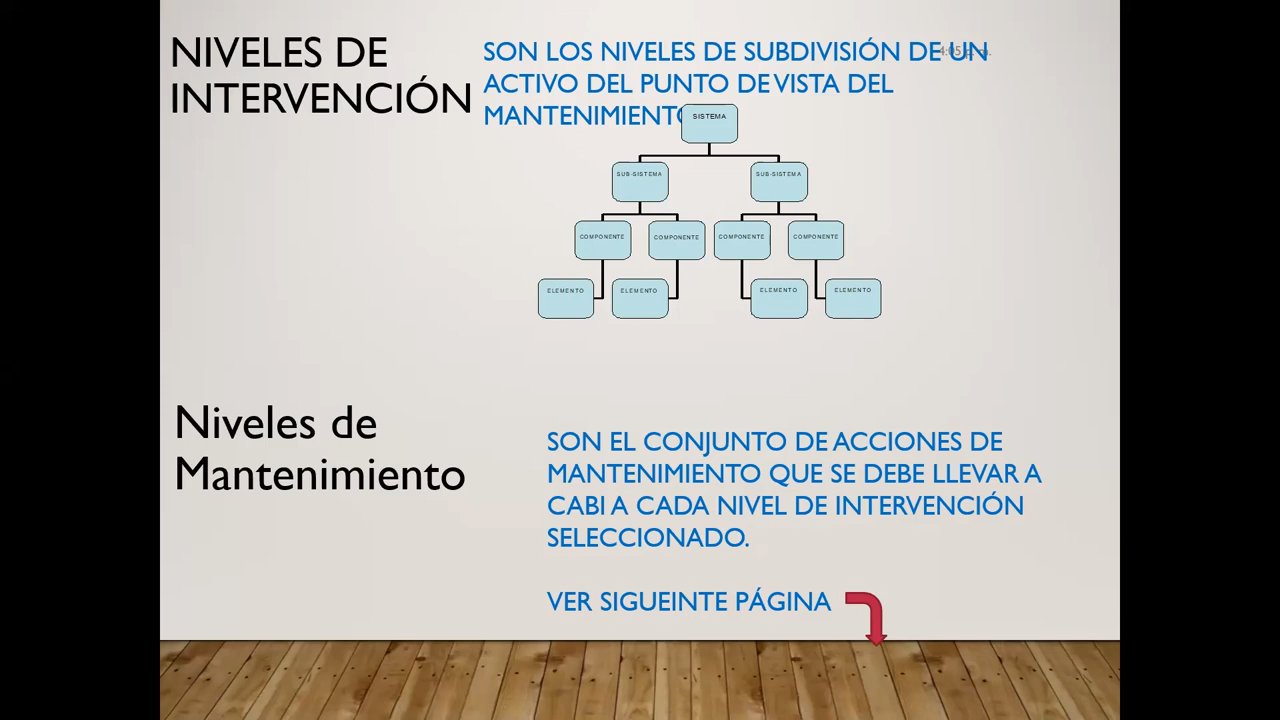 NIVELES DE
INTERVENCIÓN
SON LOS NIVELES DE SUBDIVISIÓN DE UN
ACTIVO DEL PUNTO DE VISTA DEL
MANTENIMIENTO
SISTEMA
SUB-SISTEMA SUB-SISTEMA
COMPONENTE COMPONENTE COMPONENTE COMPONENTE
ELEMENTO ELEMENTO ELEMENTO ELEMENTO
Niveles de
Mantenimiento
SON EL CONJUNTO DE ACCIONES DE
MANTENIMIENTO QUE SE DEBE LLEVAR A
CABI A CADA NIVEL DE INTERVENCIÓN
SELECCIONADO.
VER SIGUEINTE PÁGINA